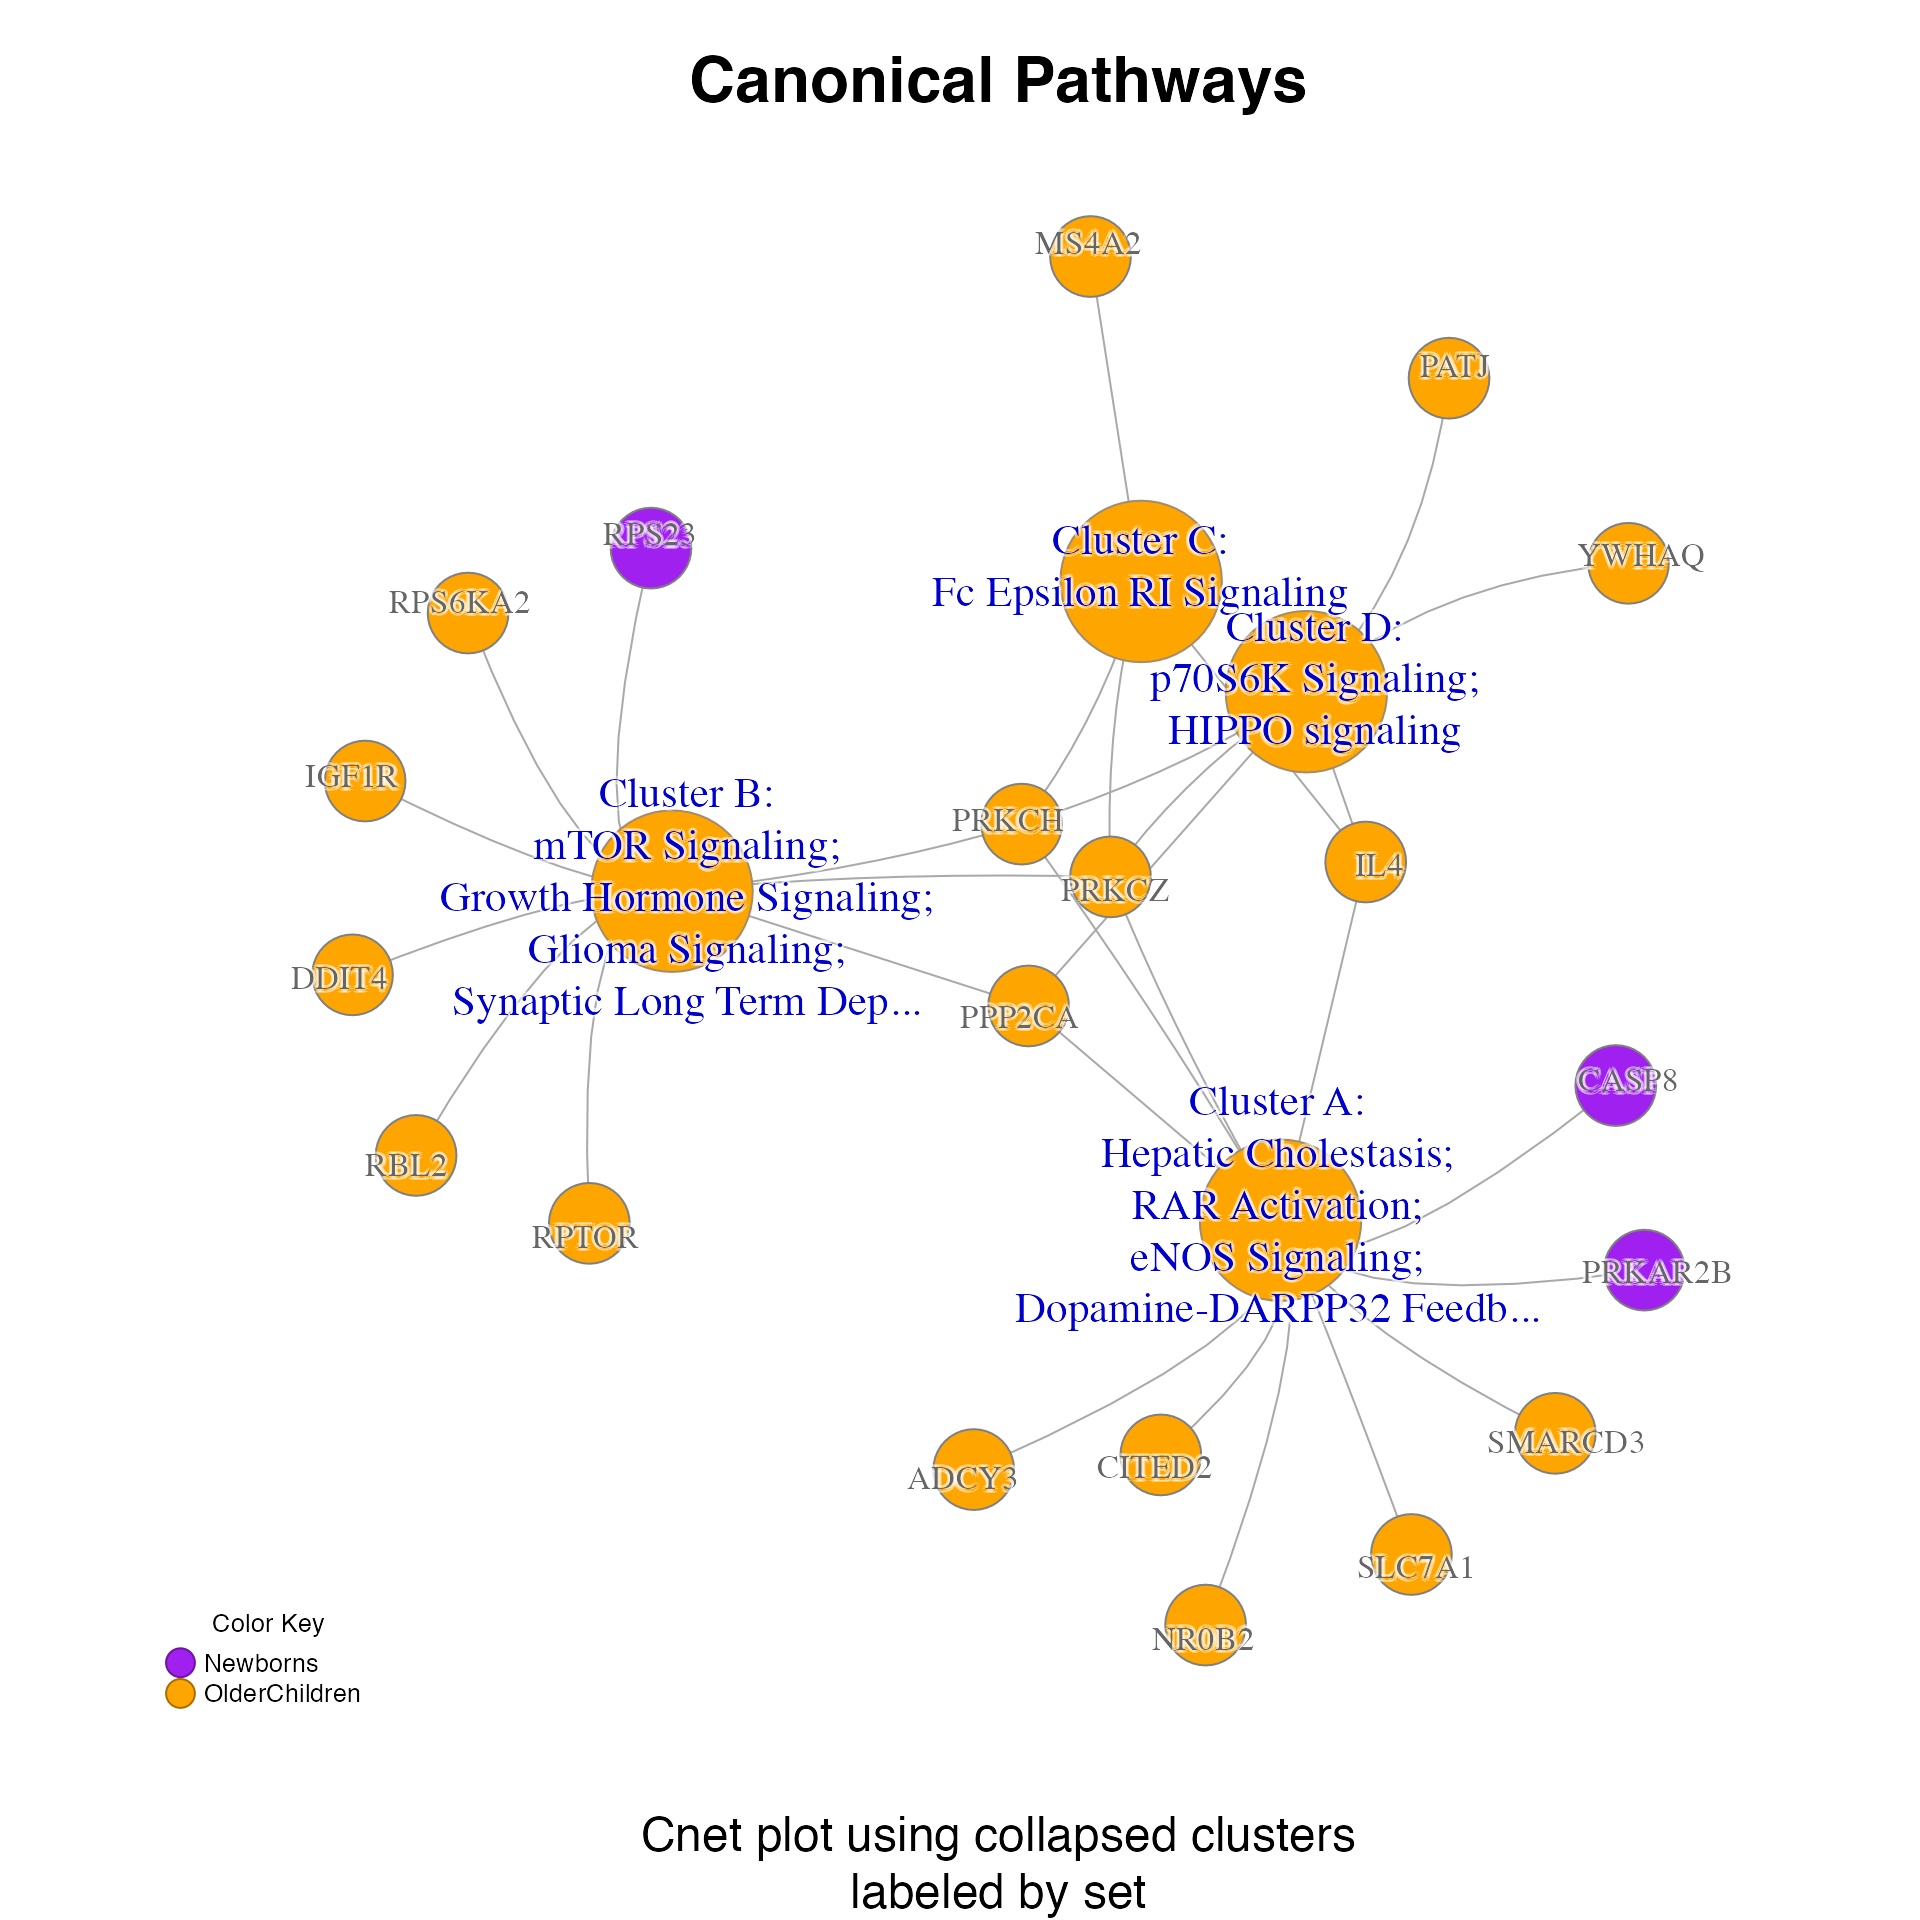 Canonical Pathways
MS4A2
PATJ
RPS23
Cluster C:
Fc Epsilon RI Signaling
YWHAQ
RPS6KA2
Cluster D:
p70S6K Signaling;
HIPPO signaling
IGF1R
Cluster B:
mTOR Signaling;
Growth Hormone Signaling;
Glioma Signaling;
Synaptic Long Term Dep...
PRKCH
PRKCZ
IL4
DDIT4
PPP2CA
CASP8
Cluster A:
Hepatic Cholestasis;
RAR Activation;
eNOS Signaling;
Dopamine-DARPP32 Feedb...
RBL2
RPTOR
PRKAR2B
SMARCD3
ADCY3
CITED2
SLC7A1
NR0B2
Color Key
Newborns
OlderChildren
Cnet plot using collapsed clusters
labeled by set